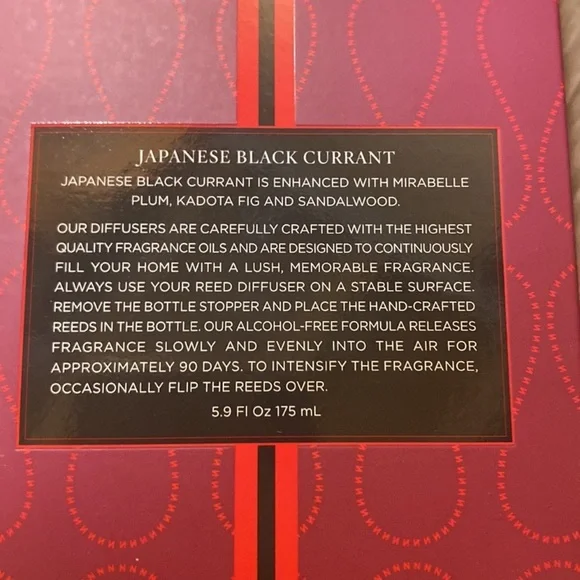 JAPANESE BLACK CURRANT
JAPANESE BLACK CURRANT IS ENHANCED WITH MIRABELLE
PLUM, KADOTA FIG AND SANDALWOOD.
OUR DIFFUSERS ARE CAREFULLY CRAFTED WITH THE HIGHEST
QUALITY FRAGRANCE OILS AND ARE DESIGNED TO CONTINUOUSLY
FILL YOUR HOME WITH A LUSH, MEMORABLE FRAGRANCE.
ALWAYS USE YOUR REED DIFFUSER ON A STABLE SURFACE.
REMOVE THE BOTTLE STOPPER AND PLACE THE HAND-CRAFTED
REEDS IN THE BOTTLE. OUR ALCOHOL-FREE FORMULA RELEASES
FRAGRANCE SLOWLY AND EVENLY INTO THE AIR FOR
APPROXIMATELY 90 DAYS. TO INTENSIFY THE FRAGRANCE,
OCCASIONALLY FLIP THE REEDS OVER.
5.9 Fl Oz 175 mL